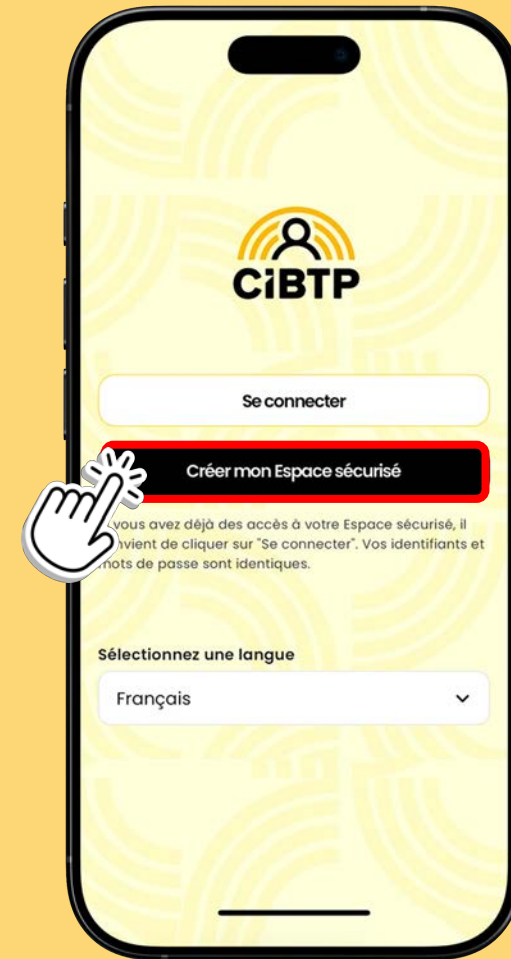 CiBTP
Se connecter
Créer mon Espace sécurisé
vous avez déjà des accès à votre Espace sécurisé, il
de cliquer sur "Se connecter". Vos identifiants et
mots de passe sont identiques.
Sélectionnez une langue
Français